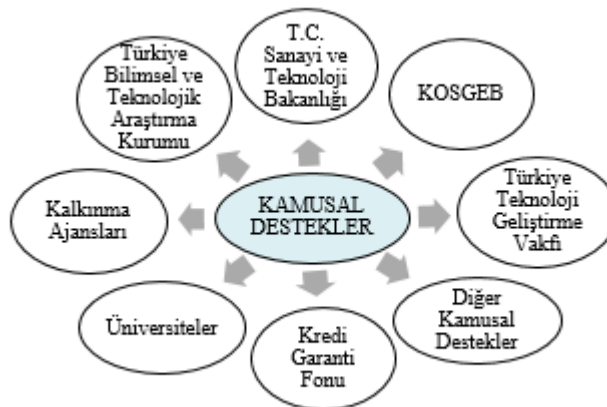 T.C.
Sanayi ve
Teknoloji
Bakanlığı
KOSGEB
Türkiye
Teknoloji
Geliştirme
Vakfı
Diğer
Kamusal
Destekler
Kredi
Garanti
Fonu
Üniversiteler
Kalkınma
Ajansları
Türkiye
Bilimsel ve
Teknolojik
Araştırma
Kurumu
KAMUSAL
DESTEKLER